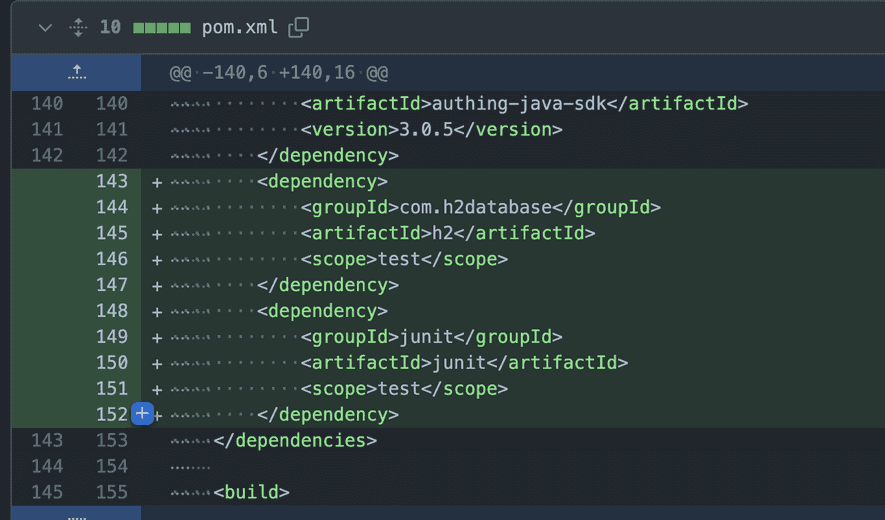 10 pom.xml
@@ -140,6 +140,16 @@
140 140 <artifactId>authing-java-sdk</artifactId>
141 141 <version>3.0.5</version>
142 142 </dependency>
143 + <dependency>
144 + <groupId>com.h2database</groupId>
145 + <artifactId>h2</artifactId>
146 + <scope>test</scope>
147 + </dependency>
148 + <dependency>
149 + <groupId>junit</groupId>
150 + <artifactId>junit</artifactId>
151 + <scope>test</scope>
152 + </dependency>
143 153 </dependencies>
144 154
145 155 <build>